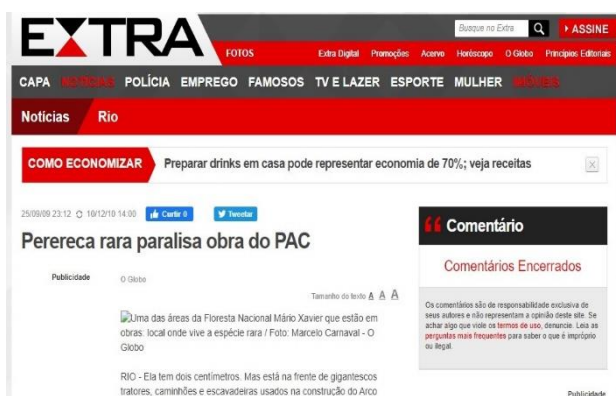 EXTRA
FOTOS
Busque no Extra
ASSINE
Extra Digital Promoções Acervo Horóscopo O Globo Princípios Editoriais
CAPA NOTÍCIAS POLÍCIA EMPREGO FAMOSOS TV E LAZER ESPORTE MULHER
Notícias Rio
COMO ECONOMIZAR Preparar drinks em casa pode representar economia de 70%; veja receitas
25/09/09 23:12 10/12/10 14:00 Curtir 0 Tweetar
Perereca rara paralisa obra do PAC
Publicidade
O Globo
Tamanho do texto A A A
Uma das áreas da Floresta Nacional Mário Xavier que estão em
obras: local onde vive a espécie rara / Foto: Marcelo Carnaval - O
Globo
RIO - Ela tem dois centímetros. Mas está na frente de gigantescos
tratores, caminhões e escavadeiras usados na construção do Arco
Comentário
Comentários Encerrados
Os comentários são de responsabilidade exclusiva de
seus autores e não representam a opinião deste site. Se
achar algo que viole os termos de uso, denuncie. Leia as
perguntas mais frequentes para saber o que é impróprio
ou ilegal.
Publicidade